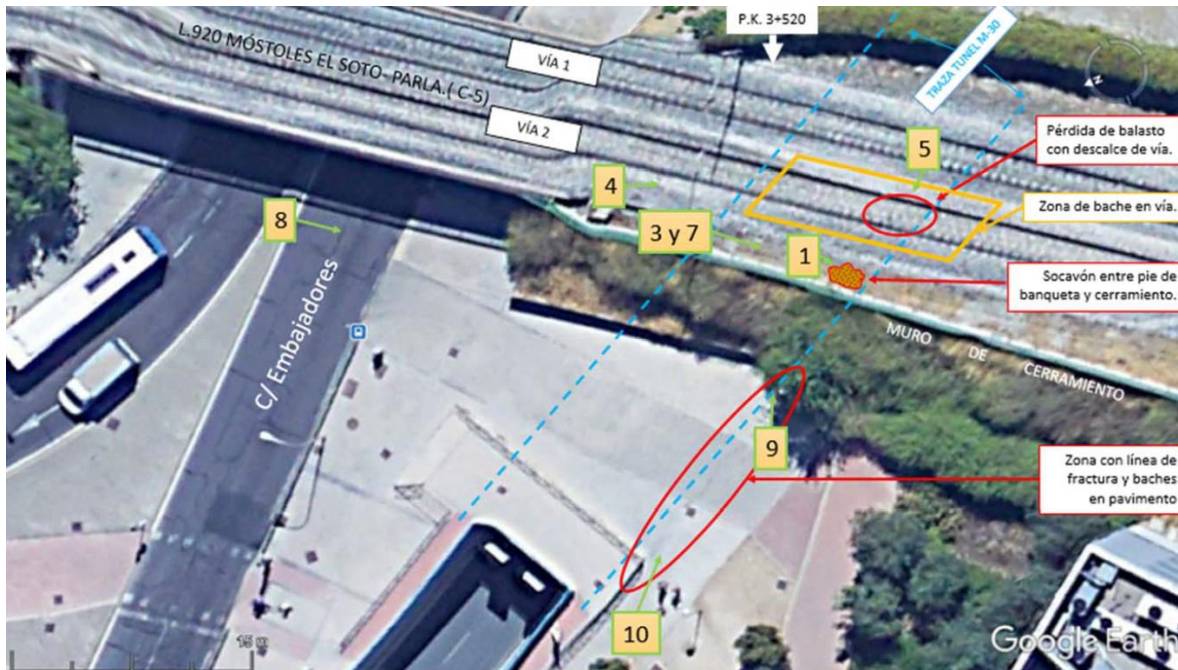 P.K. 3+520
L.920 MÓSTOLES EL SOTO- PARLA.( C-5)
VÍA 1
VÍA 2
TRAZA TUNEL M-30
N
Pérdida de balasto
con descalce de vía.
5
4
Zona de bache en vía.
8
3 y 7
1
Socavón entre pie de
banqueta y cerramiento.
C/ Embajadores
MURO DE CERRAMIENTO
9
Zona con línea de
fractura y baches
en pavimento
10
15 m
Google Earth